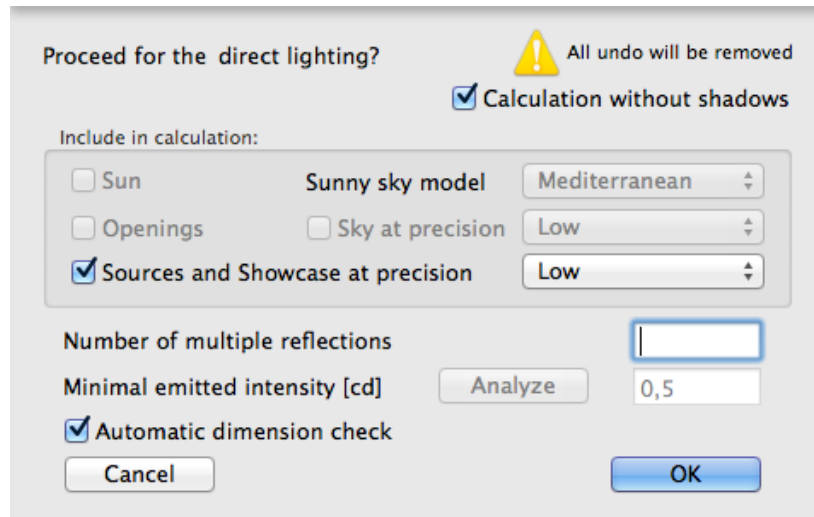 Proceed for the direct lighting?
All undo will be removed
Calculation without shadows
Include in calculation:
Sun
Sunny sky model
Mediterranean
Openings
Sky at precision
Low
Sources and Showcase at precision
Low
Number of multiple reflections
Minimal emitted intensity [cd]
Analyze
0,5
Automatic dimension check
Cancel
OK